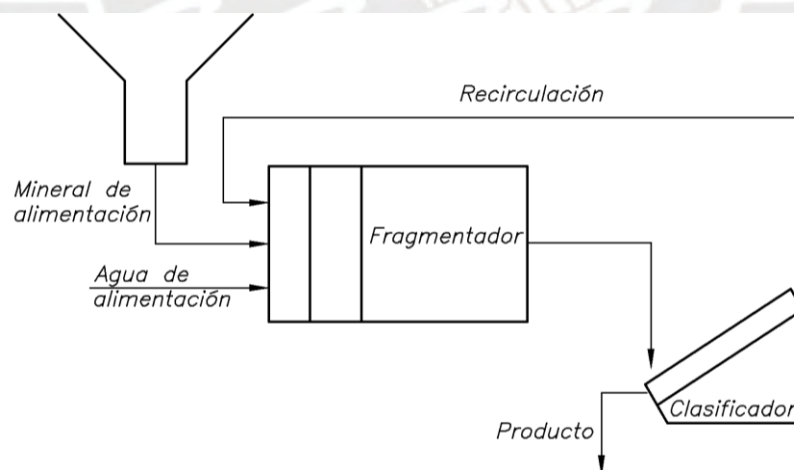 Recirculación
Mineral de
alimentación
Fragmentador
Agua de
alimentación
Clasificador
Producto